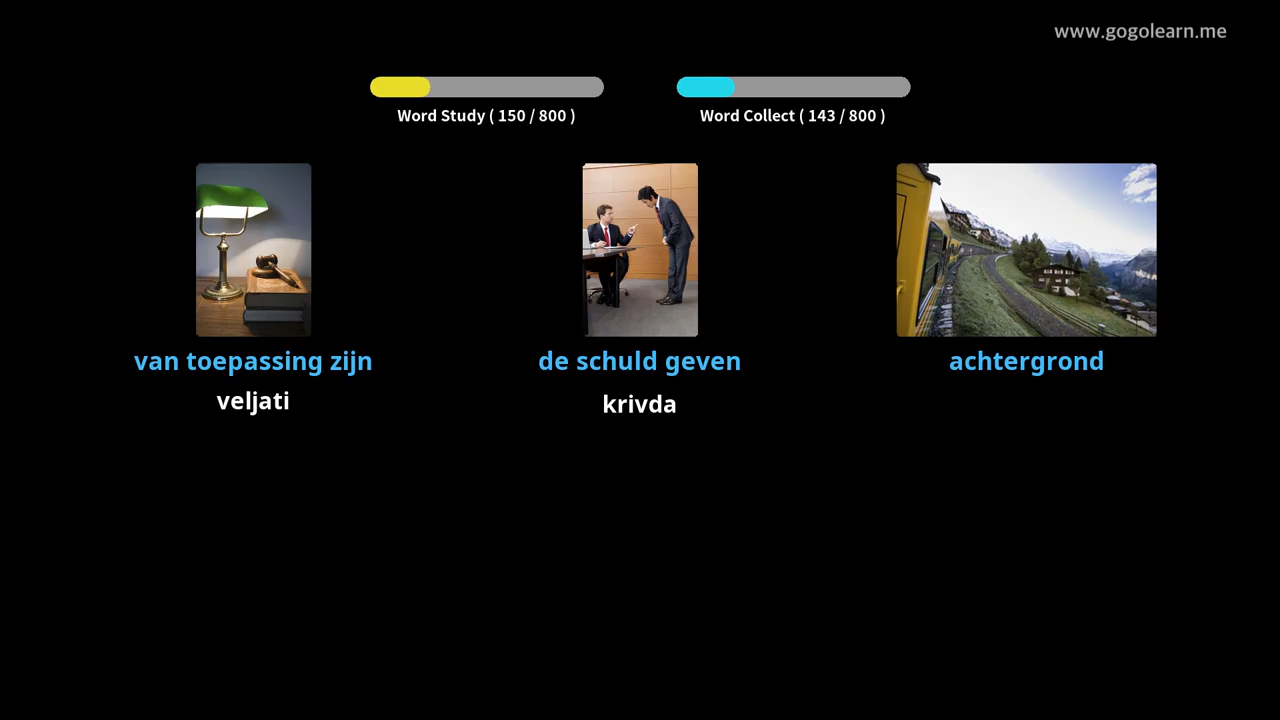 www.gogolearn.me
Word Study ( 150 / 800 )
Word Collect ( 143 / 800 )
van toepassing zijn
de schuld geven
achtergrond
veljati
krivda